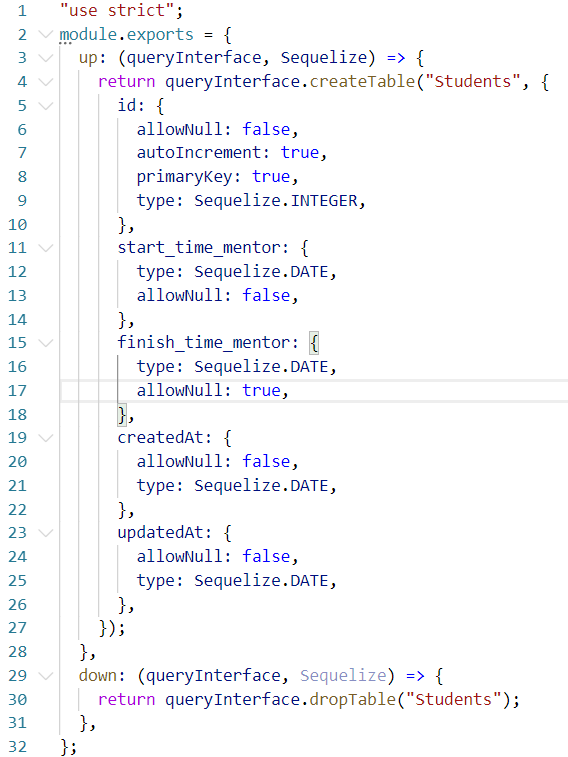 1 "use strict";
2 module.exports = {
3 up: (queryInterface, Sequelize) => {
4 return queryInterface.createTable("Students", {
5 id: {
6 allowNull: false,
7 autoIncrement: true,
8 primaryKey: true,
9 type: Sequelize.INTEGER,
10 },
11 start_time_mentor: {
12 type: Sequelize.DATE,
13 allowNull: false,
14 },
15 finish_time_mentor: {
16 type: Sequelize.DATE,
17 allowNull: true,
18 },
19 createdAt: {
20 allowNull: false,
21 type: Sequelize.DATE,
22 },
23 updatedAt: {
24 allowNull: false,
25 type: Sequelize.DATE,
26 },
27 });
28 },
29 down: (queryInterface, Sequelize) => {
30 return queryInterface.dropTable("Students");
31 },
32 };